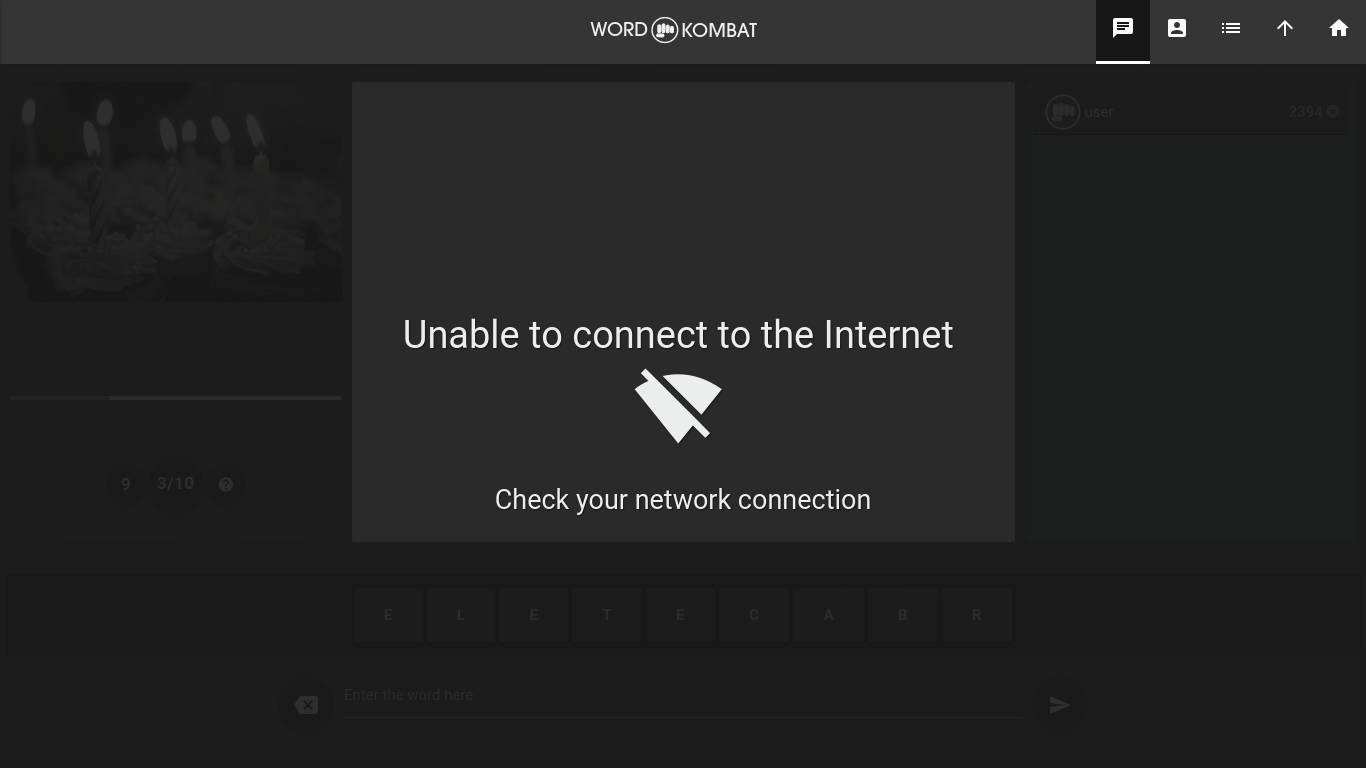 WORD KOMBAT
user
2394
Unable to connect to the Internet
9
3/10
?
Check your network connection
E L E T E C A B R
Enter the word here